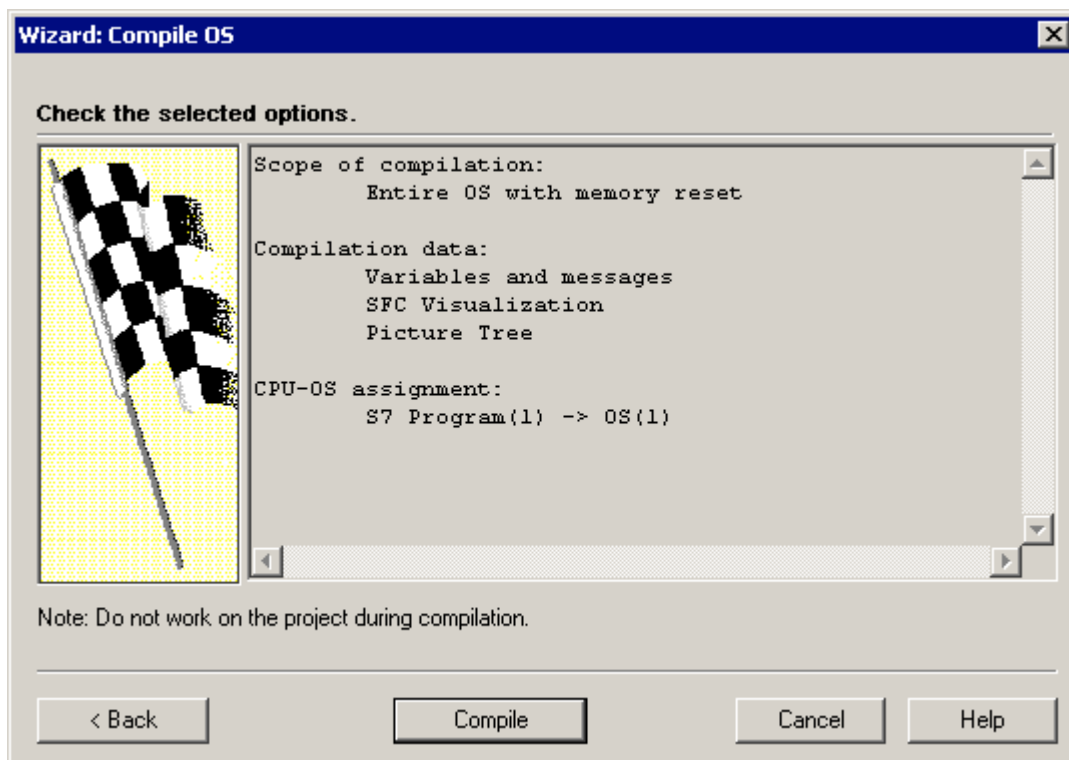 Wizard: Compile OS
Check the selected options.
Scope of compilation:
Entire OS with memory reset
Compilation data:
Variables and messages
SFC Visualization
Picture Tree
CPU-OS assignment:
S7 Program(1) -> OS(1)
Note: Do not work on the project during compilation.
< Back
Compile
Cancel
Help